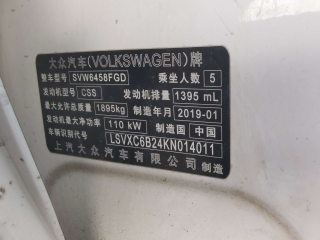 大众汽车(VOLKSWAGEN)牌
整车型号 SVW6458FGD 乘坐人数 5
发动机型号 CSS 发动机排量 1395 mL
最大允许总质量 1895kg 制造年月 2019-01
发动机最大净功率 110 kW 制造国 中国
车辆识别代号 LSVXC6B24KN014011
上汽大众汽车有限公司 制造